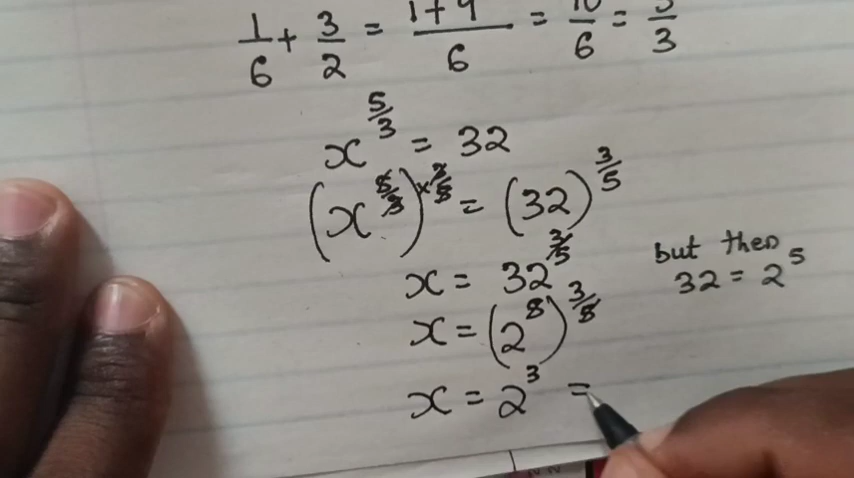 1/6 + 3/2 = (1+9)/6 = 10/6 = 5/3
x^(5/3) = 32
(x^(5/3))^(×3/5) = (32)^(3/5)
x = 32^(3/5)
but then
32 = 2^5
x = (2^5)^(3/5)
x = 2^3 =